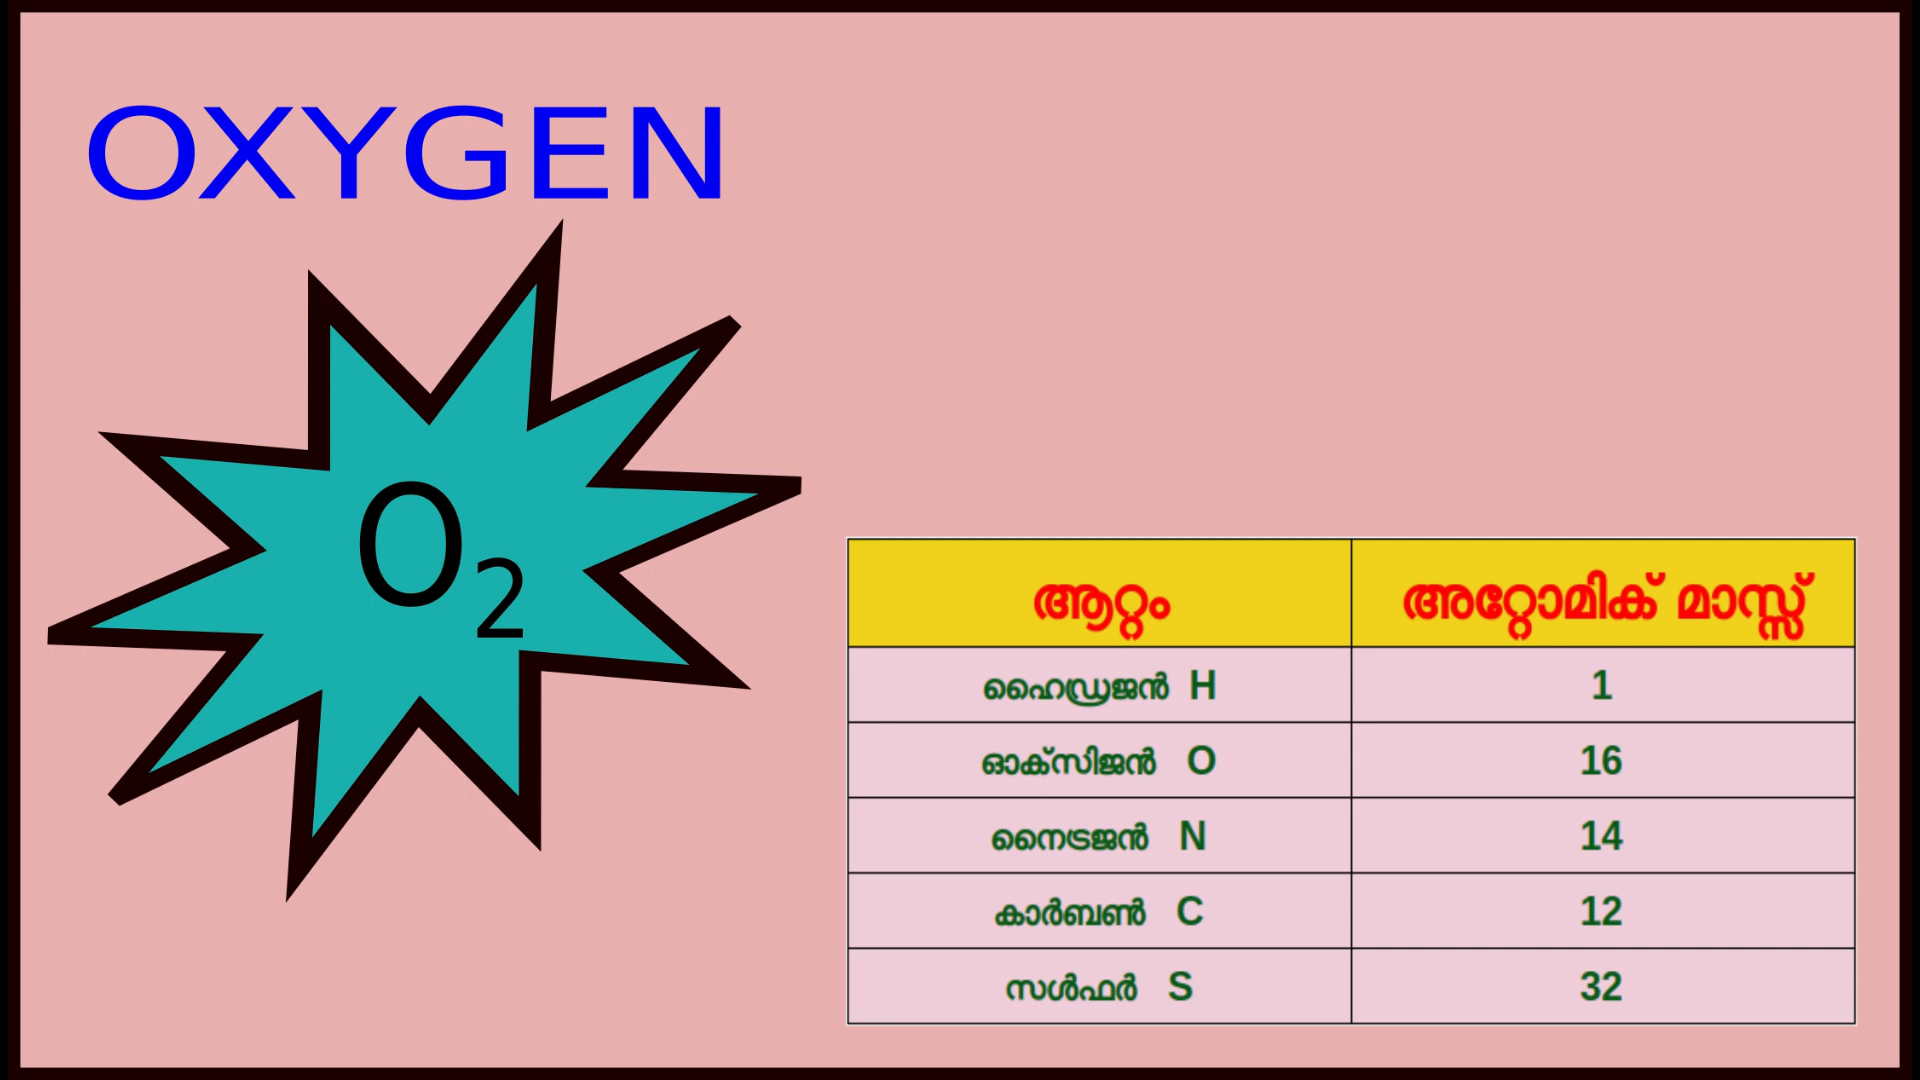 OXYGEN
O₂
ആറ്റം അറ്റോമിക് മാസ്സ്
ഹൈഡ്രജൻ H 1
ഓക്സിജൻ O 16
നൈട്രജൻ N 14
കാർബൺ C 12
സൾഫർ S 32